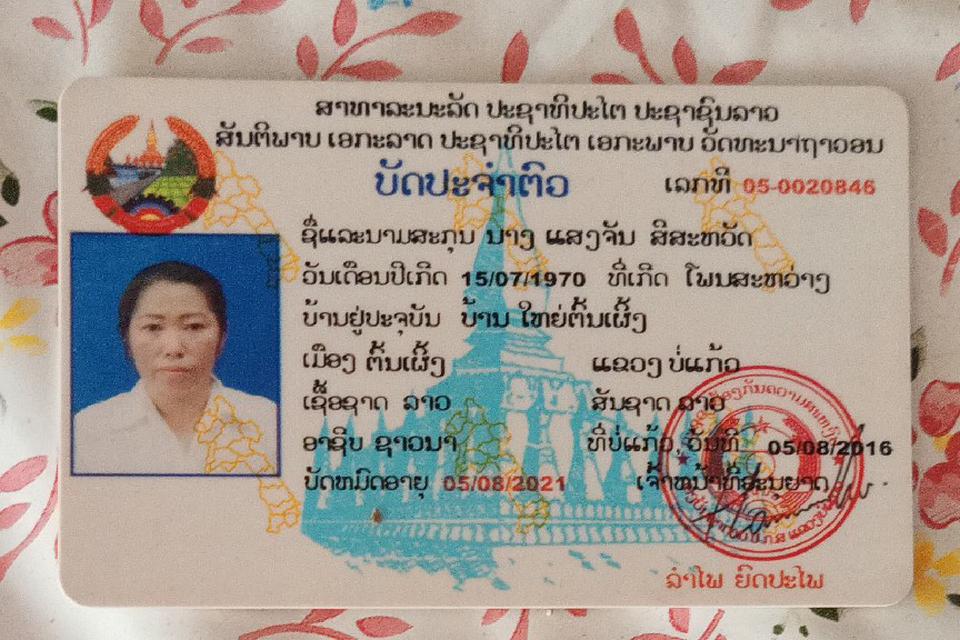 ສາທາລະນະລັດ ປະຊາທິປະໄຕ ປະຊາຊົນລາວ
ສັນຕິພາບ ເອກະລາດ ປະຊາທິປະໄຕ ເອກະພາບ ວັດທະນາຖາວອນ
ບັດປະຈຳຕົວ ເລກທີ 05-0020846
ຊື່ແລະນາມສະກຸນ ນາງ ແສງຈັນ ສີສະຫວັດ
ວັນເດືອນປີເກີດ 15/07/1970 ທີ່ເກີດ ໂພນສະຫວ່າງ
ບ້ານຢູ່ປະຈຸບັນ ບ້ານ ໃຫຍ່ຕົ້ນເຜິ້ງ
ເມືອງ ຕົ້ນເຜິ້ງ ແຂວງ ບໍ່ແກ້ວ
ເຊື້ອຊາດ ລາວ ສັນຊາດ ລາວ
ອາຊິບ ຊາວນາ ທີ່ບໍ່ແກ້ວ, ວັນທີ 05/08/2016
ບັດຫມົດອາຍຸ 05/08/2021 ເຈົ້າຫນ້າທີ່ອະນຸຍາດ
ລຳໄພ ຍົດປະໄພ